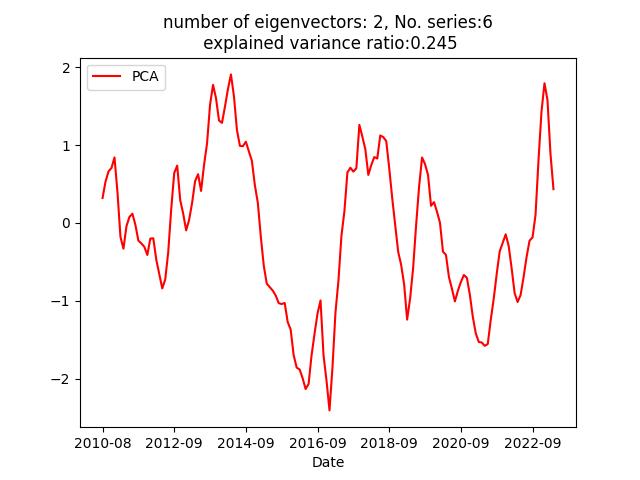 number of eigenvectors: 2, No. series:6
explained variance ratio:0.245
PCA
2
1
0
−1
−2
2010-08 2012-09 2014-09 2016-09 2018-09 2020-09 2022-09
Date